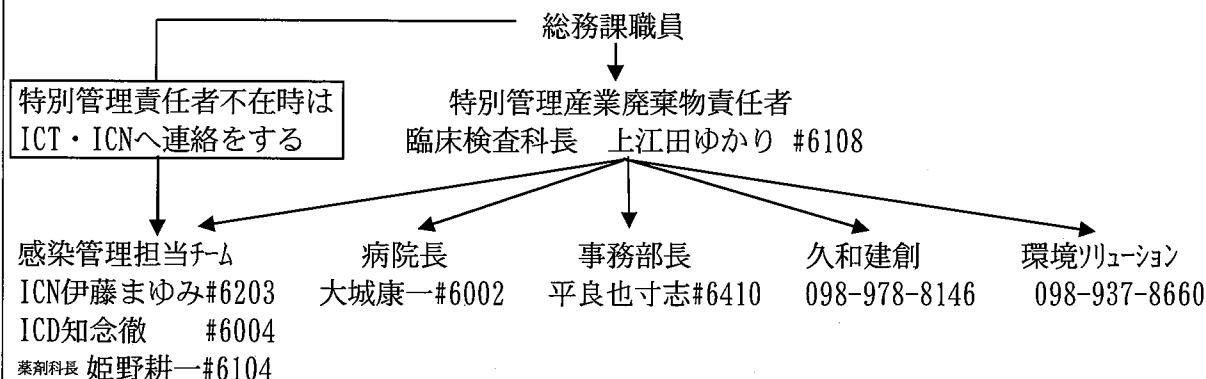 総務課職員
特別管理責任者不在時は
ICT・ICNへ連絡をする
特別管理産業廃棄物責任者
臨床検査科長　上江田ゆかり #6108
感染管理担当ﾁｰﾑ
ICN伊藤まゆみ#6203
ICD知念徹　　#6004
薬剤科長 姫野耕一#6104
病院長
大城康一#6002
事務部長
平良也寸志#6410
久和建創
098-978-8146
環境ｿﾘｭｰｼｮﾝ
098-937-8660